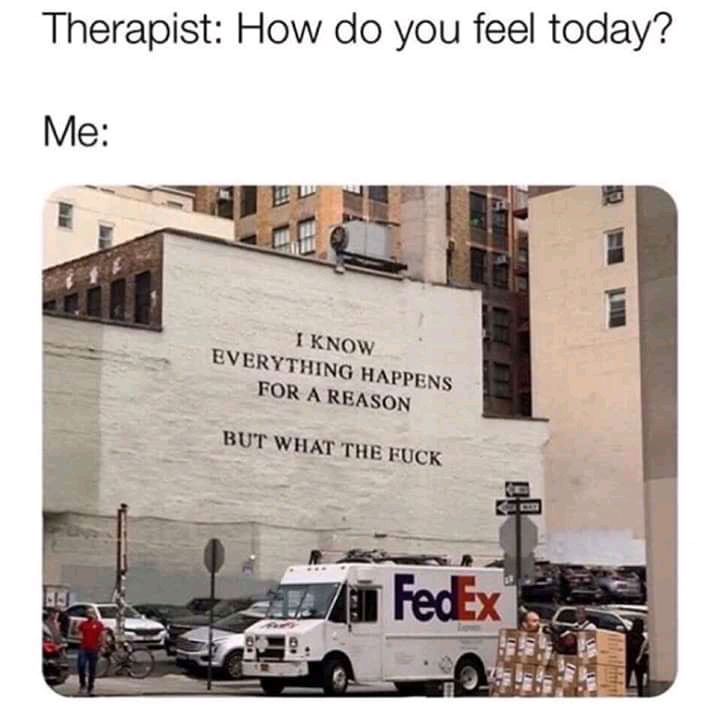 Therapist: How do you feel today?
Me:
I KNOW
EVERYTHING HAPPENS
FOR A REASON
BUT WHAT THE FUCK
FedEx